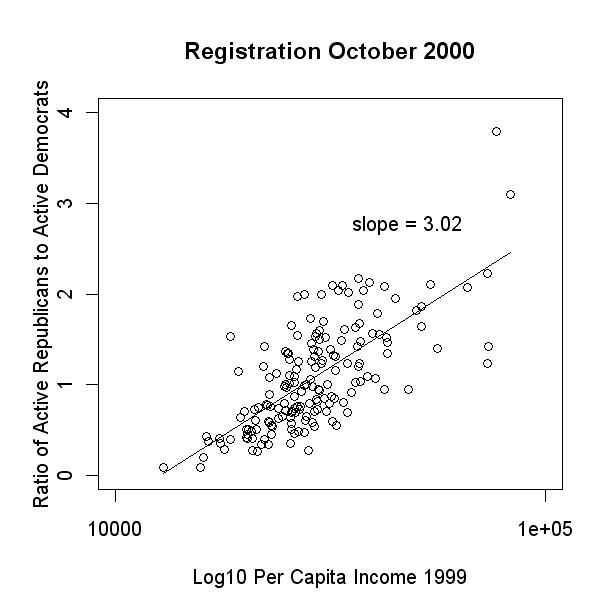 Registration October 2000
Ratio of Active Republicans to Active Democrats
4
3
2
1
0
slope = 3.02
10000
1e+05
Log10 Per Capita Income 1999